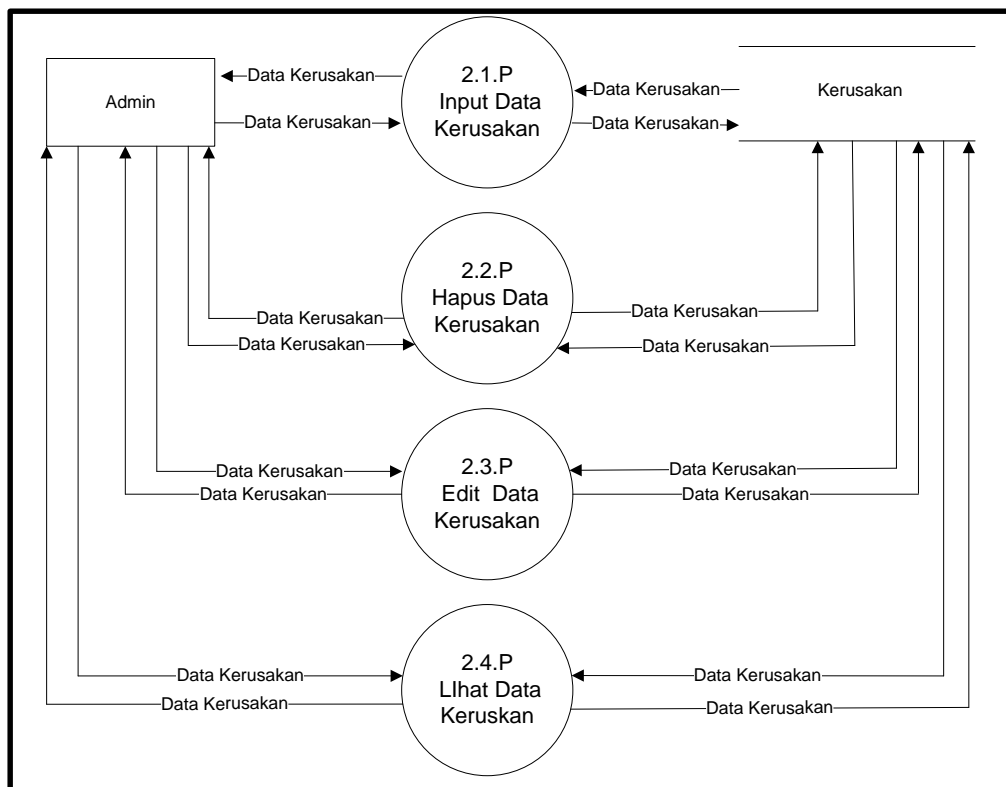 Admin
Data Kerusakan
Data Kerusakan
2.1.P
Input Data
Kerusakan
Data Kerusakan
Data Kerusakan
Kerusakan
Data Kerusakan
Data Kerusakan
2.2.P
Hapus Data
Kerusakan
Data Kerusakan
Data Kerusakan
Data Kerusakan
Data Kerusakan
2.3.P
Edit  Data
Kerusakan
Data Kerusakan
Data Kerusakan
Data Kerusakan
Data Kerusakan
2.4.P
LIhat Data
Keruskan
Data Kerusakan
Data Kerusakan